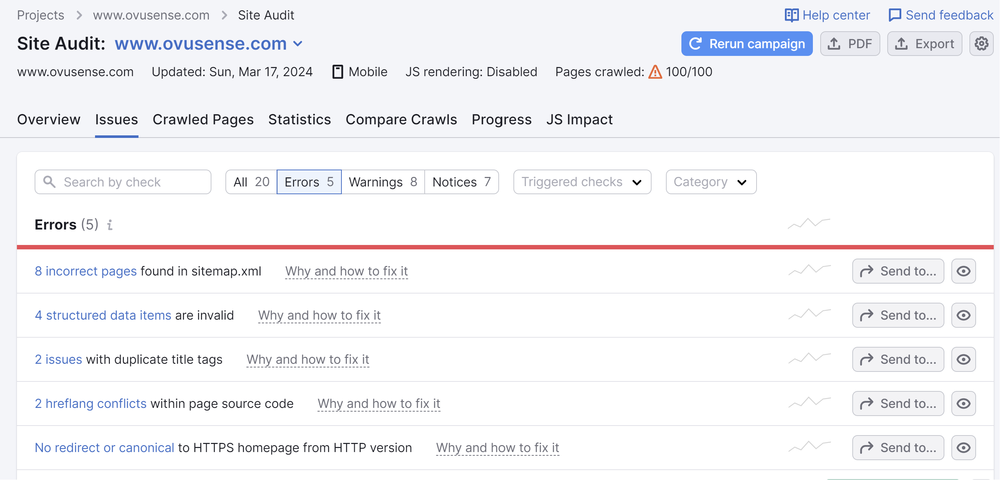 Projects > www.ovusense.com > Site Audit
Help center
Send feedback
Site Audit: www.ovusense.com
Rerun campaign
PDF
Export
www.ovusense.com Updated: Sun, Mar 17, 2024 Mobile JS rendering: Disabled Pages crawled: 100/100
Overview Issues Crawled Pages Statistics Compare Crawls Progress JS Impact
Search by check
All 20 Errors 5 Warnings 8 Notices 7
Triggered checks
Category
Errors (5) i
8 incorrect pages found in sitemap.xml Why and how to fix it Send to...
4 structured data items are invalid Why and how to fix it Send to...
2 issues with duplicate title tags Why and how to fix it Send to...
2 hreflang conflicts within page source code Why and how to fix it Send to...
No redirect or canonical to HTTPS homepage from HTTP version Why and how to fix it Send to...